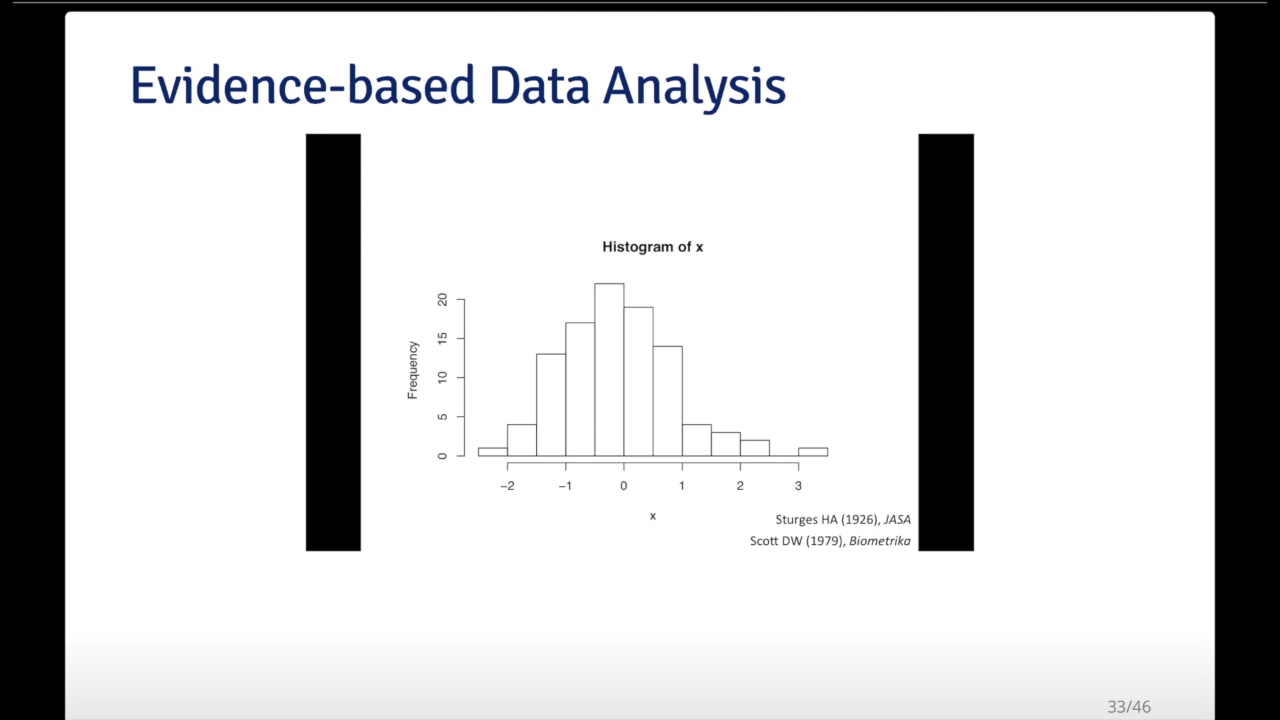 Evidence-based Data Analysis
Histogram of x
Frequency
20
15
10
5
0
−2 −1 0 1 2 3
x
Sturges HA (1926), JASA
Scott DW (1979), Biometrika
33/46